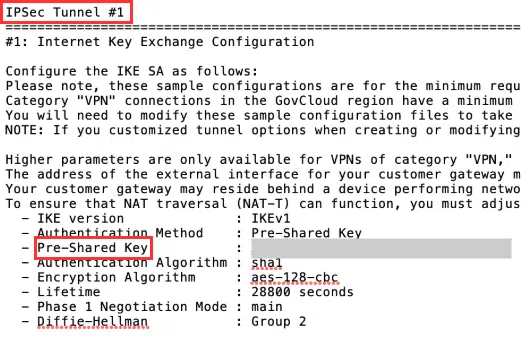 IPSec Tunnel #1
================================================================
#1: Internet Key Exchange Configuration
Configure the IKE SA as follows:
Please note, these sample configurations are for the minimum requ
Category "VPN" connections in the GovCloud region have a minimum
You will need to modify these sample configuration files to take
NOTE: If you customized tunnel options when creating or modifying
Higher parameters are only available for VPNs of category "VPN,"
The address of the external interface for your customer gateway m
Your customer gateway may reside behind a device performing netwo
To ensure that NAT traversal (NAT-T) can function, you must adjus
- IKE version : IKEv1
- Authentication Method : Pre-Shared Key
- Pre-Shared Key :
- Authentication Algorithm : sha1
- Encryption Algorithm : aes-128-cbc
- Lifetime : 28800 seconds
- Phase 1 Negotiation Mode : main
- Diffie-Hellman : Group 2